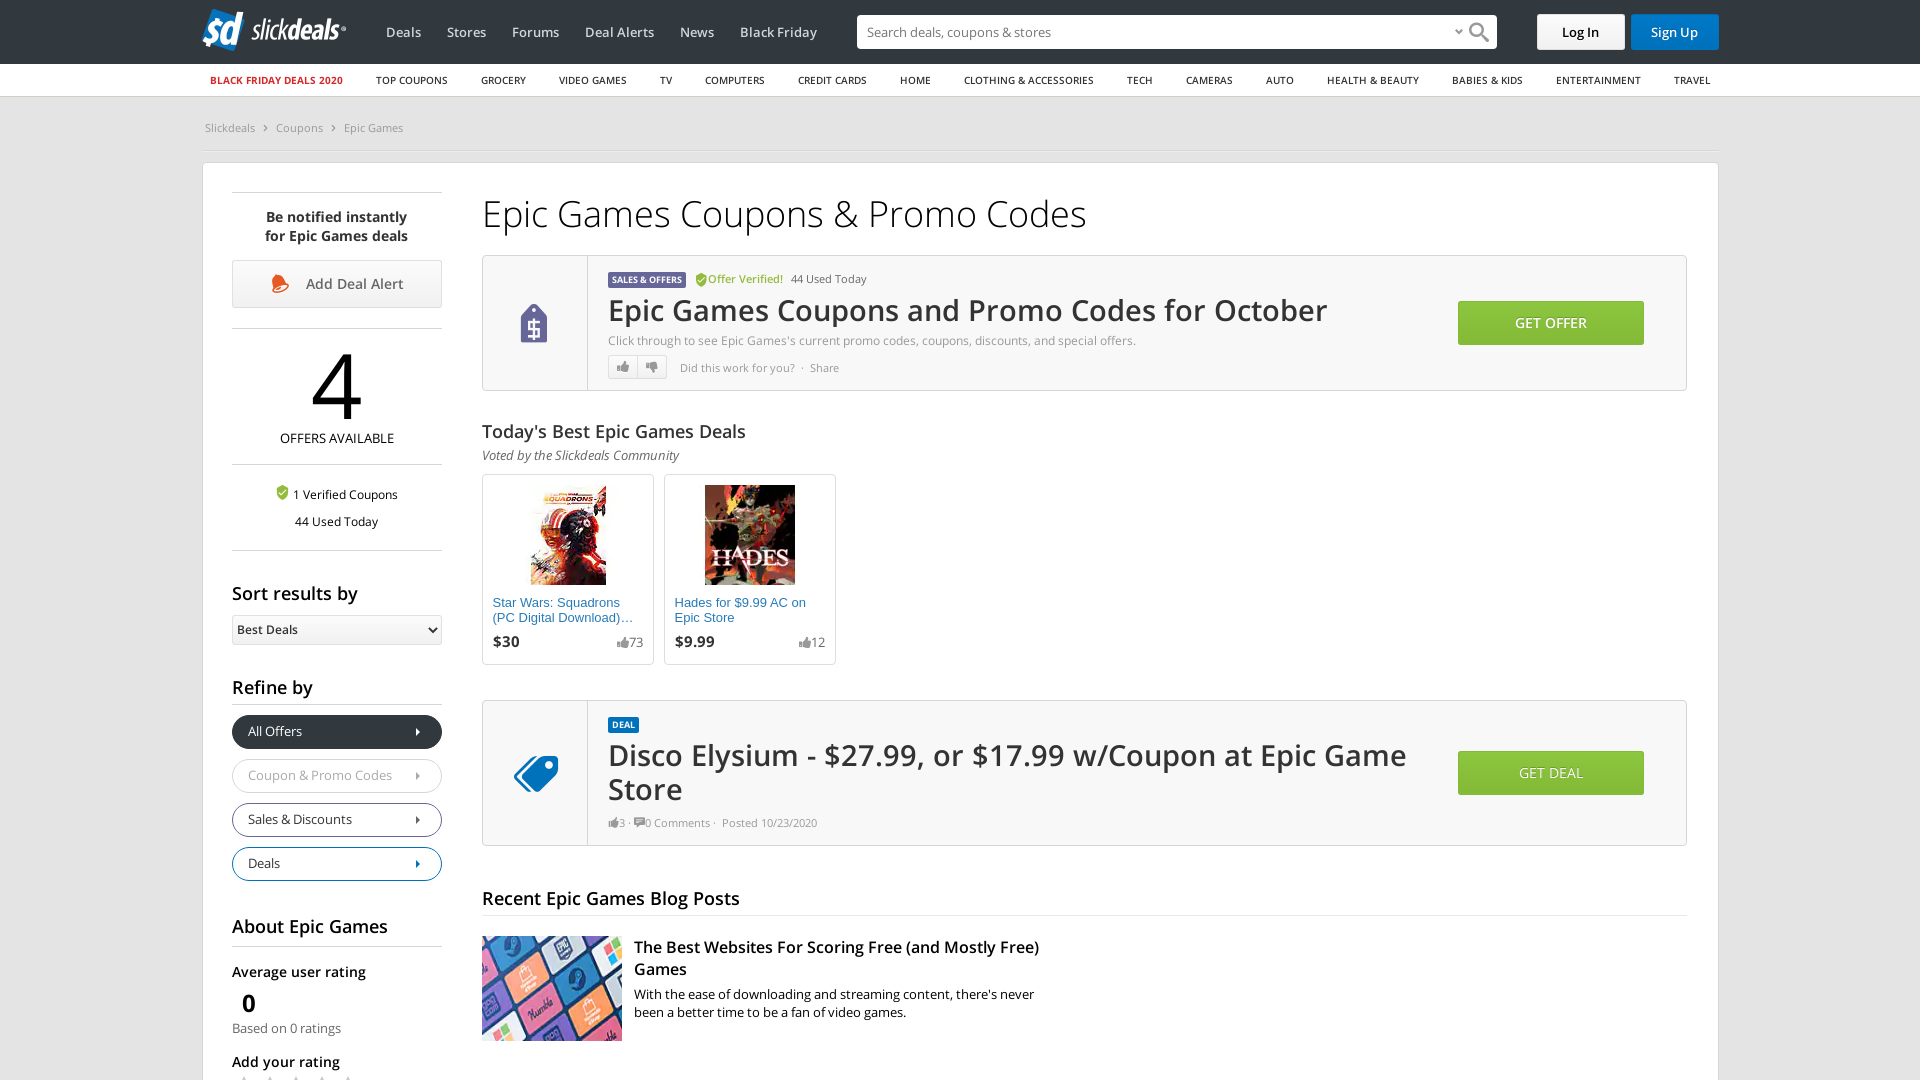 slickdeals
Deals
Stores
Forums
Deal Alerts
News
Black Friday
Search deals, coupons & stores
Log In
Sign Up
BLACK FRIDAY DEALS 2020
TOP COUPONS
GROCERY
VIDEO GAMES
TV
COMPUTERS
CREDIT CARDS
HOME
CLOTHING & ACCESSORIES
TECH
CAMERAS
AUTO
HEALTH & BEAUTY
BABIES & KIDS
ENTERTAINMENT
TRAVEL
Slickdeals
Coupons
Epic Games
Be notified instantly
for Epic Games deals
Add Deal Alert
4
OFFERS AVAILABLE
1 Verified Coupons
44 Used Today
Sort results by
Best Deals
Refine by
All Offers
Coupon & Promo Codes
Sales & Discounts
Deals
About Epic Games
Average user rating
0
Based on 0 ratings
Add your rating
Epic Games Coupons & Promo Codes
SALES & OFFERS
Offer Verified!
44 Used Today
Epic Games Coupons and Promo Codes for October
Click through to see Epic Games's current promo codes, coupons, discounts, and special offers.
Did this work for you? · Share
GET OFFER
Today's Best Epic Games Deals
Voted by the Slickdeals Community
SQUADRONS
Star Wars: Squadrons
(PC Digital Download)…
$30
73
HADES
Hades for $9.99 AC on
Epic Store
$9.99
12
DEAL
Disco Elysium - $27.99, or $17.99 w/Coupon at Epic Game
Store
3 · 0 Comments · Posted 10/23/2020
GET DEAL
Recent Epic Games Blog Posts
The Best Websites For Scoring Free (and Mostly Free)
Games
With the ease of downloading and streaming content, there's never
been a better time to be a fan of video games.